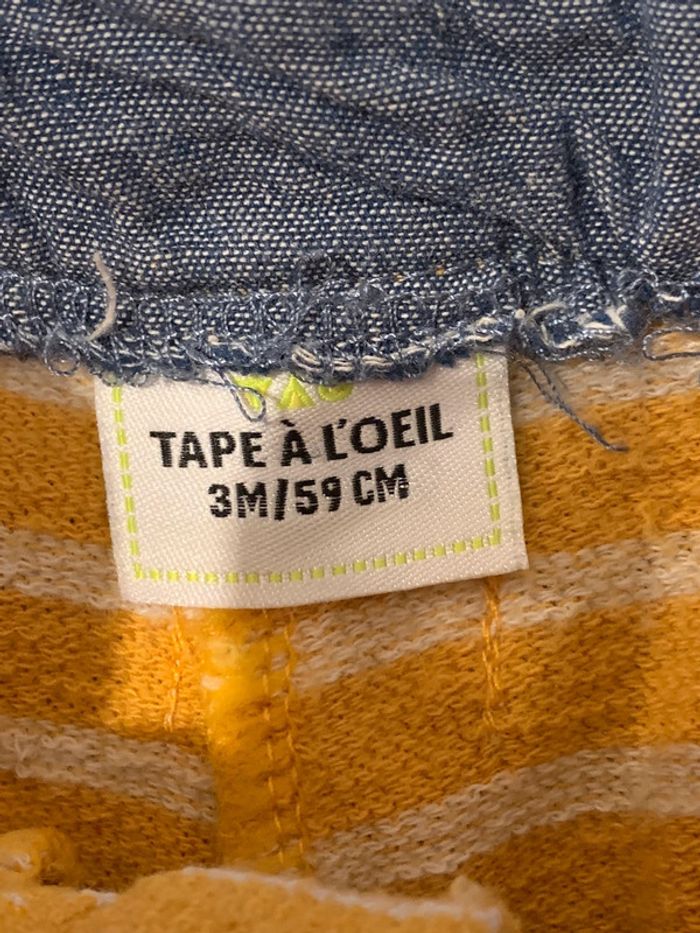 TAPE À L'OEIL
3M/59 CM